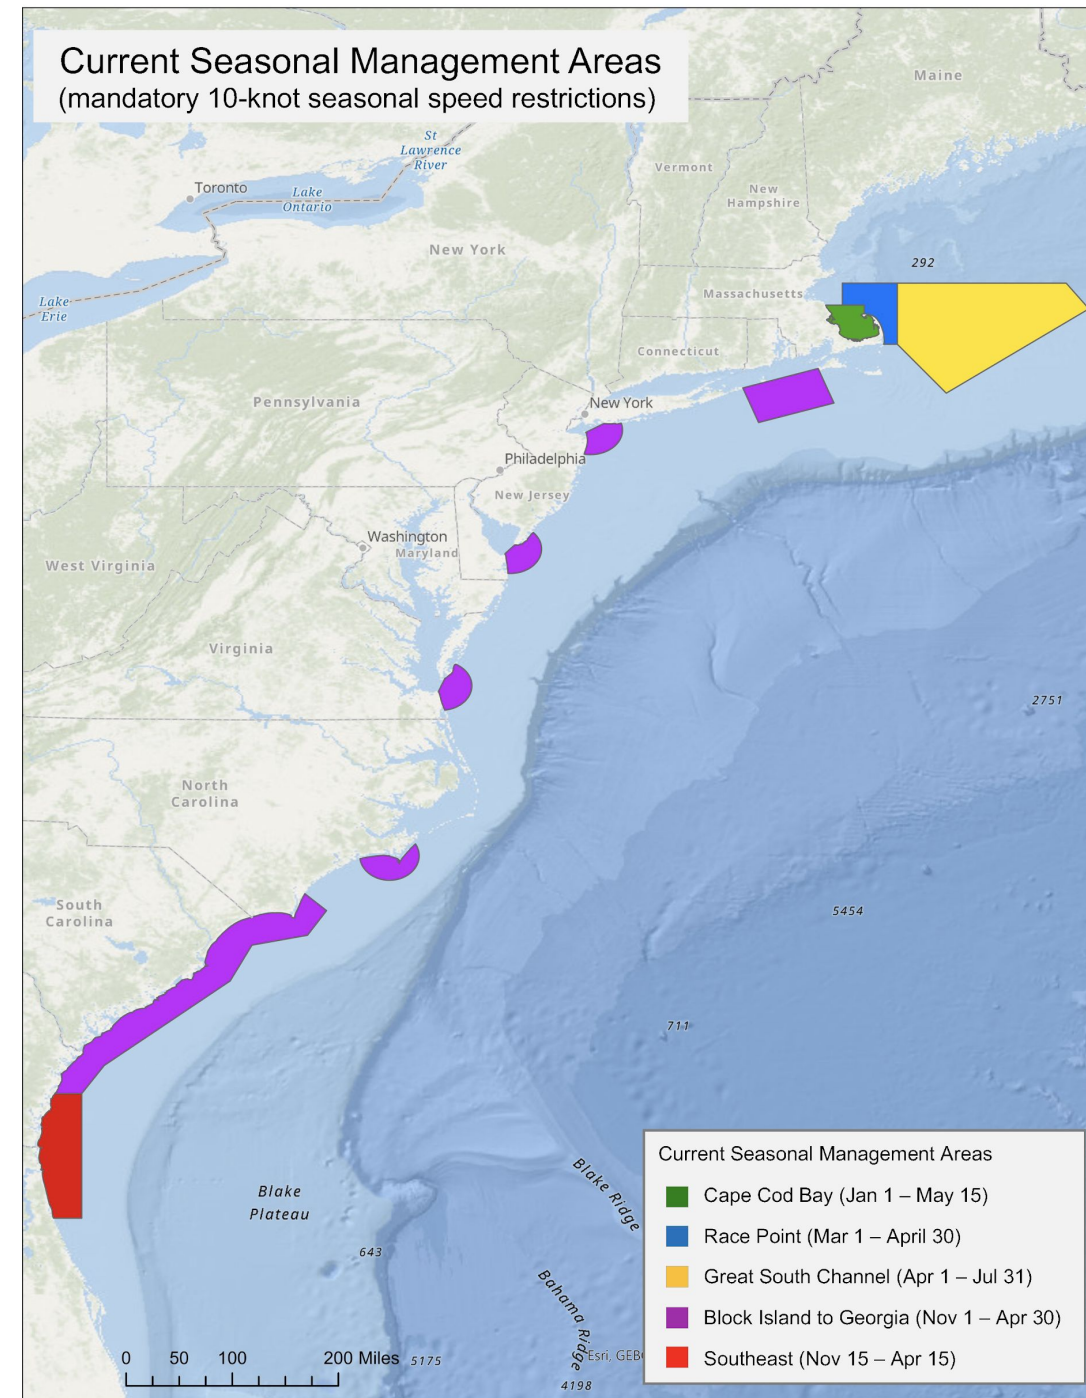 Current Seasonal Management Areas
(mandatory 10-knot seasonal speed restrictions)
Maine
St
Lawrence
River
Vermont
Toronto
Lake
Ontario
New
Hampshire
New York
292
Massachusetts
Lake
Erie
Connecticut
Pennsylvania
New York
Philadelphia
New Jersey
Washington
Maryland
West Virginia
Virginia
2751
North
Carolina
South
Carolina
5454
711
Blake
Plateau
Blake Ridge
643
Bahama Ridge
0 50 100 200 Miles
5175
Esri, GEB
4198
Current Seasonal Management Areas
Cape Cod Bay (Jan 1 – May 15)
Race Point (Mar 1 – April 30)
Great South Channel (Apr 1 – Jul 31)
Block Island to Georgia (Nov 1 – Apr 30)
Southeast (Nov 15 – Apr 15)